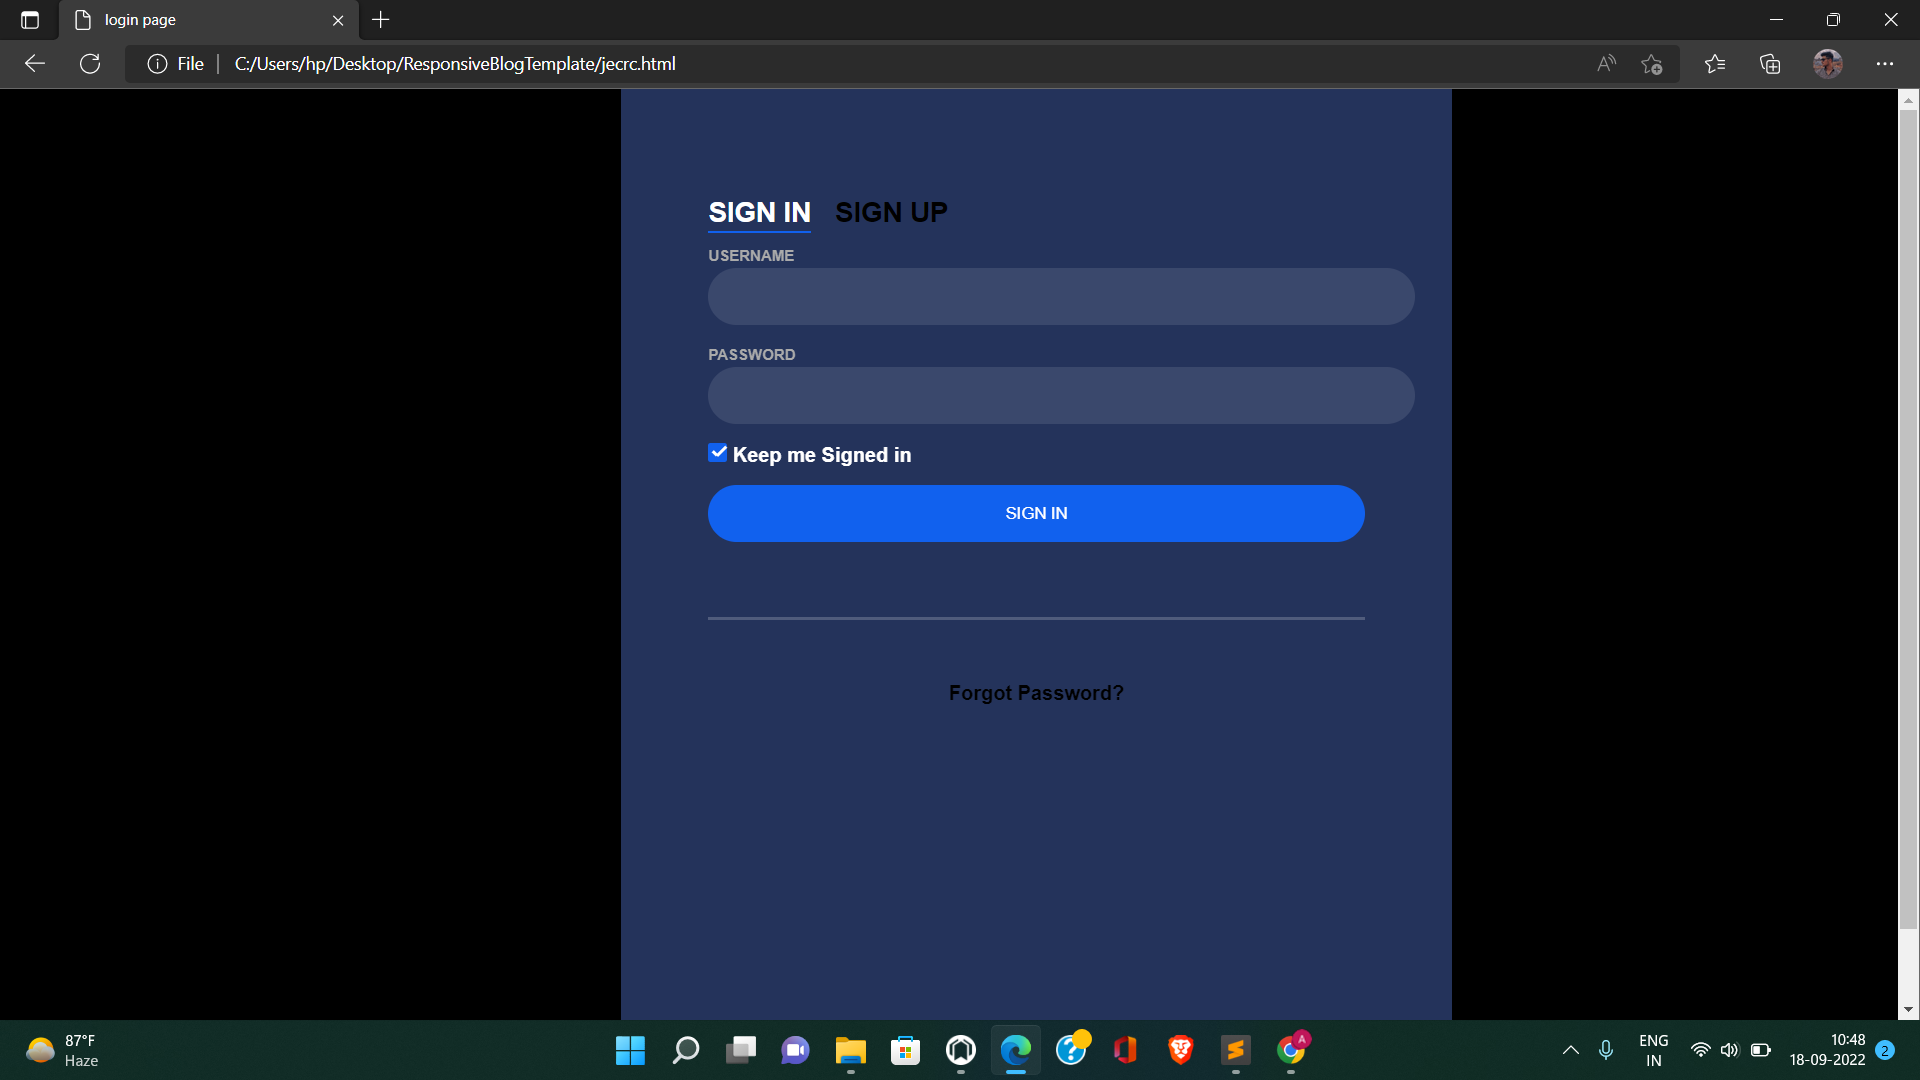 login page
File
C:/Users/hp/Desktop/ResponsiveBlogTemplate/jecrc.html
SIGN IN SIGN UP
USERNAME
PASSWORD
Keep me Signed in
SIGN IN
Forgot Password?
87°F
Haze
A
ENG
IN
10:48
18-09-2022
2